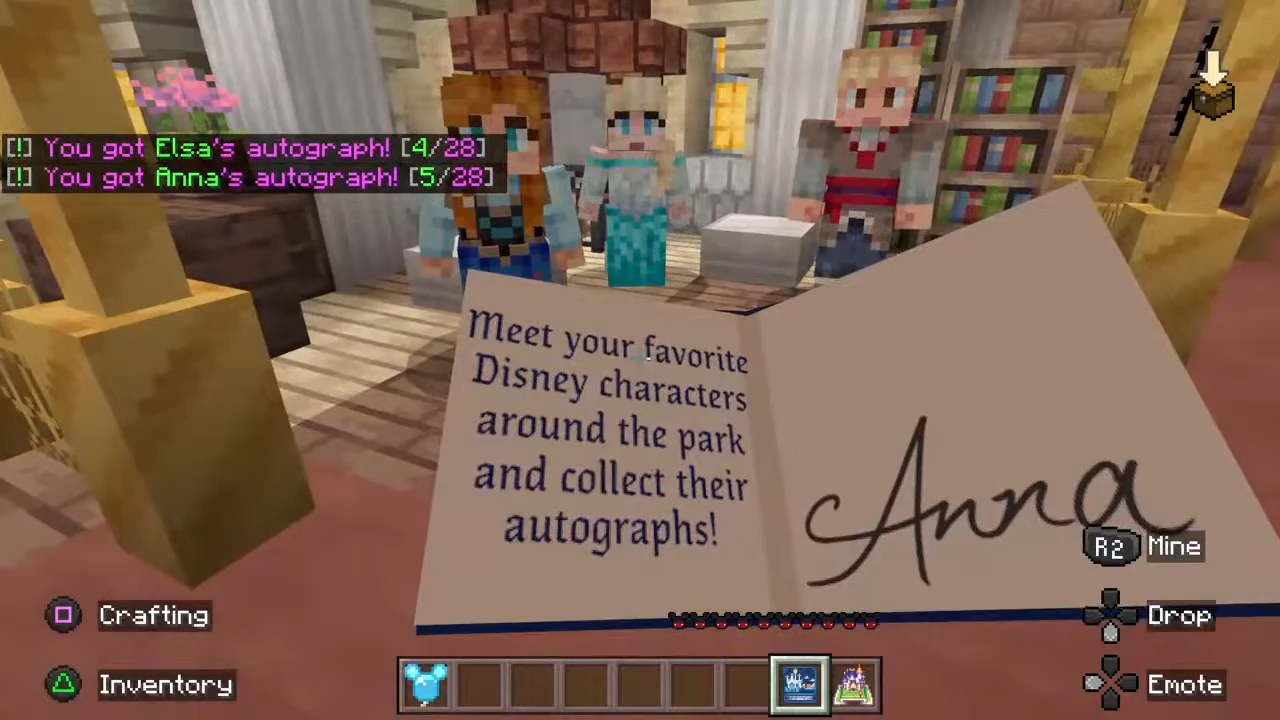 [!] You got Elsa's autograph! [4/28]
[!] You got Anna's autograph! [5/28]
Meet your favorite
Disney characters
around the park
and collect their
autographs!
Anna
R2 Mine
Crafting
Drop
Inventory
Emote